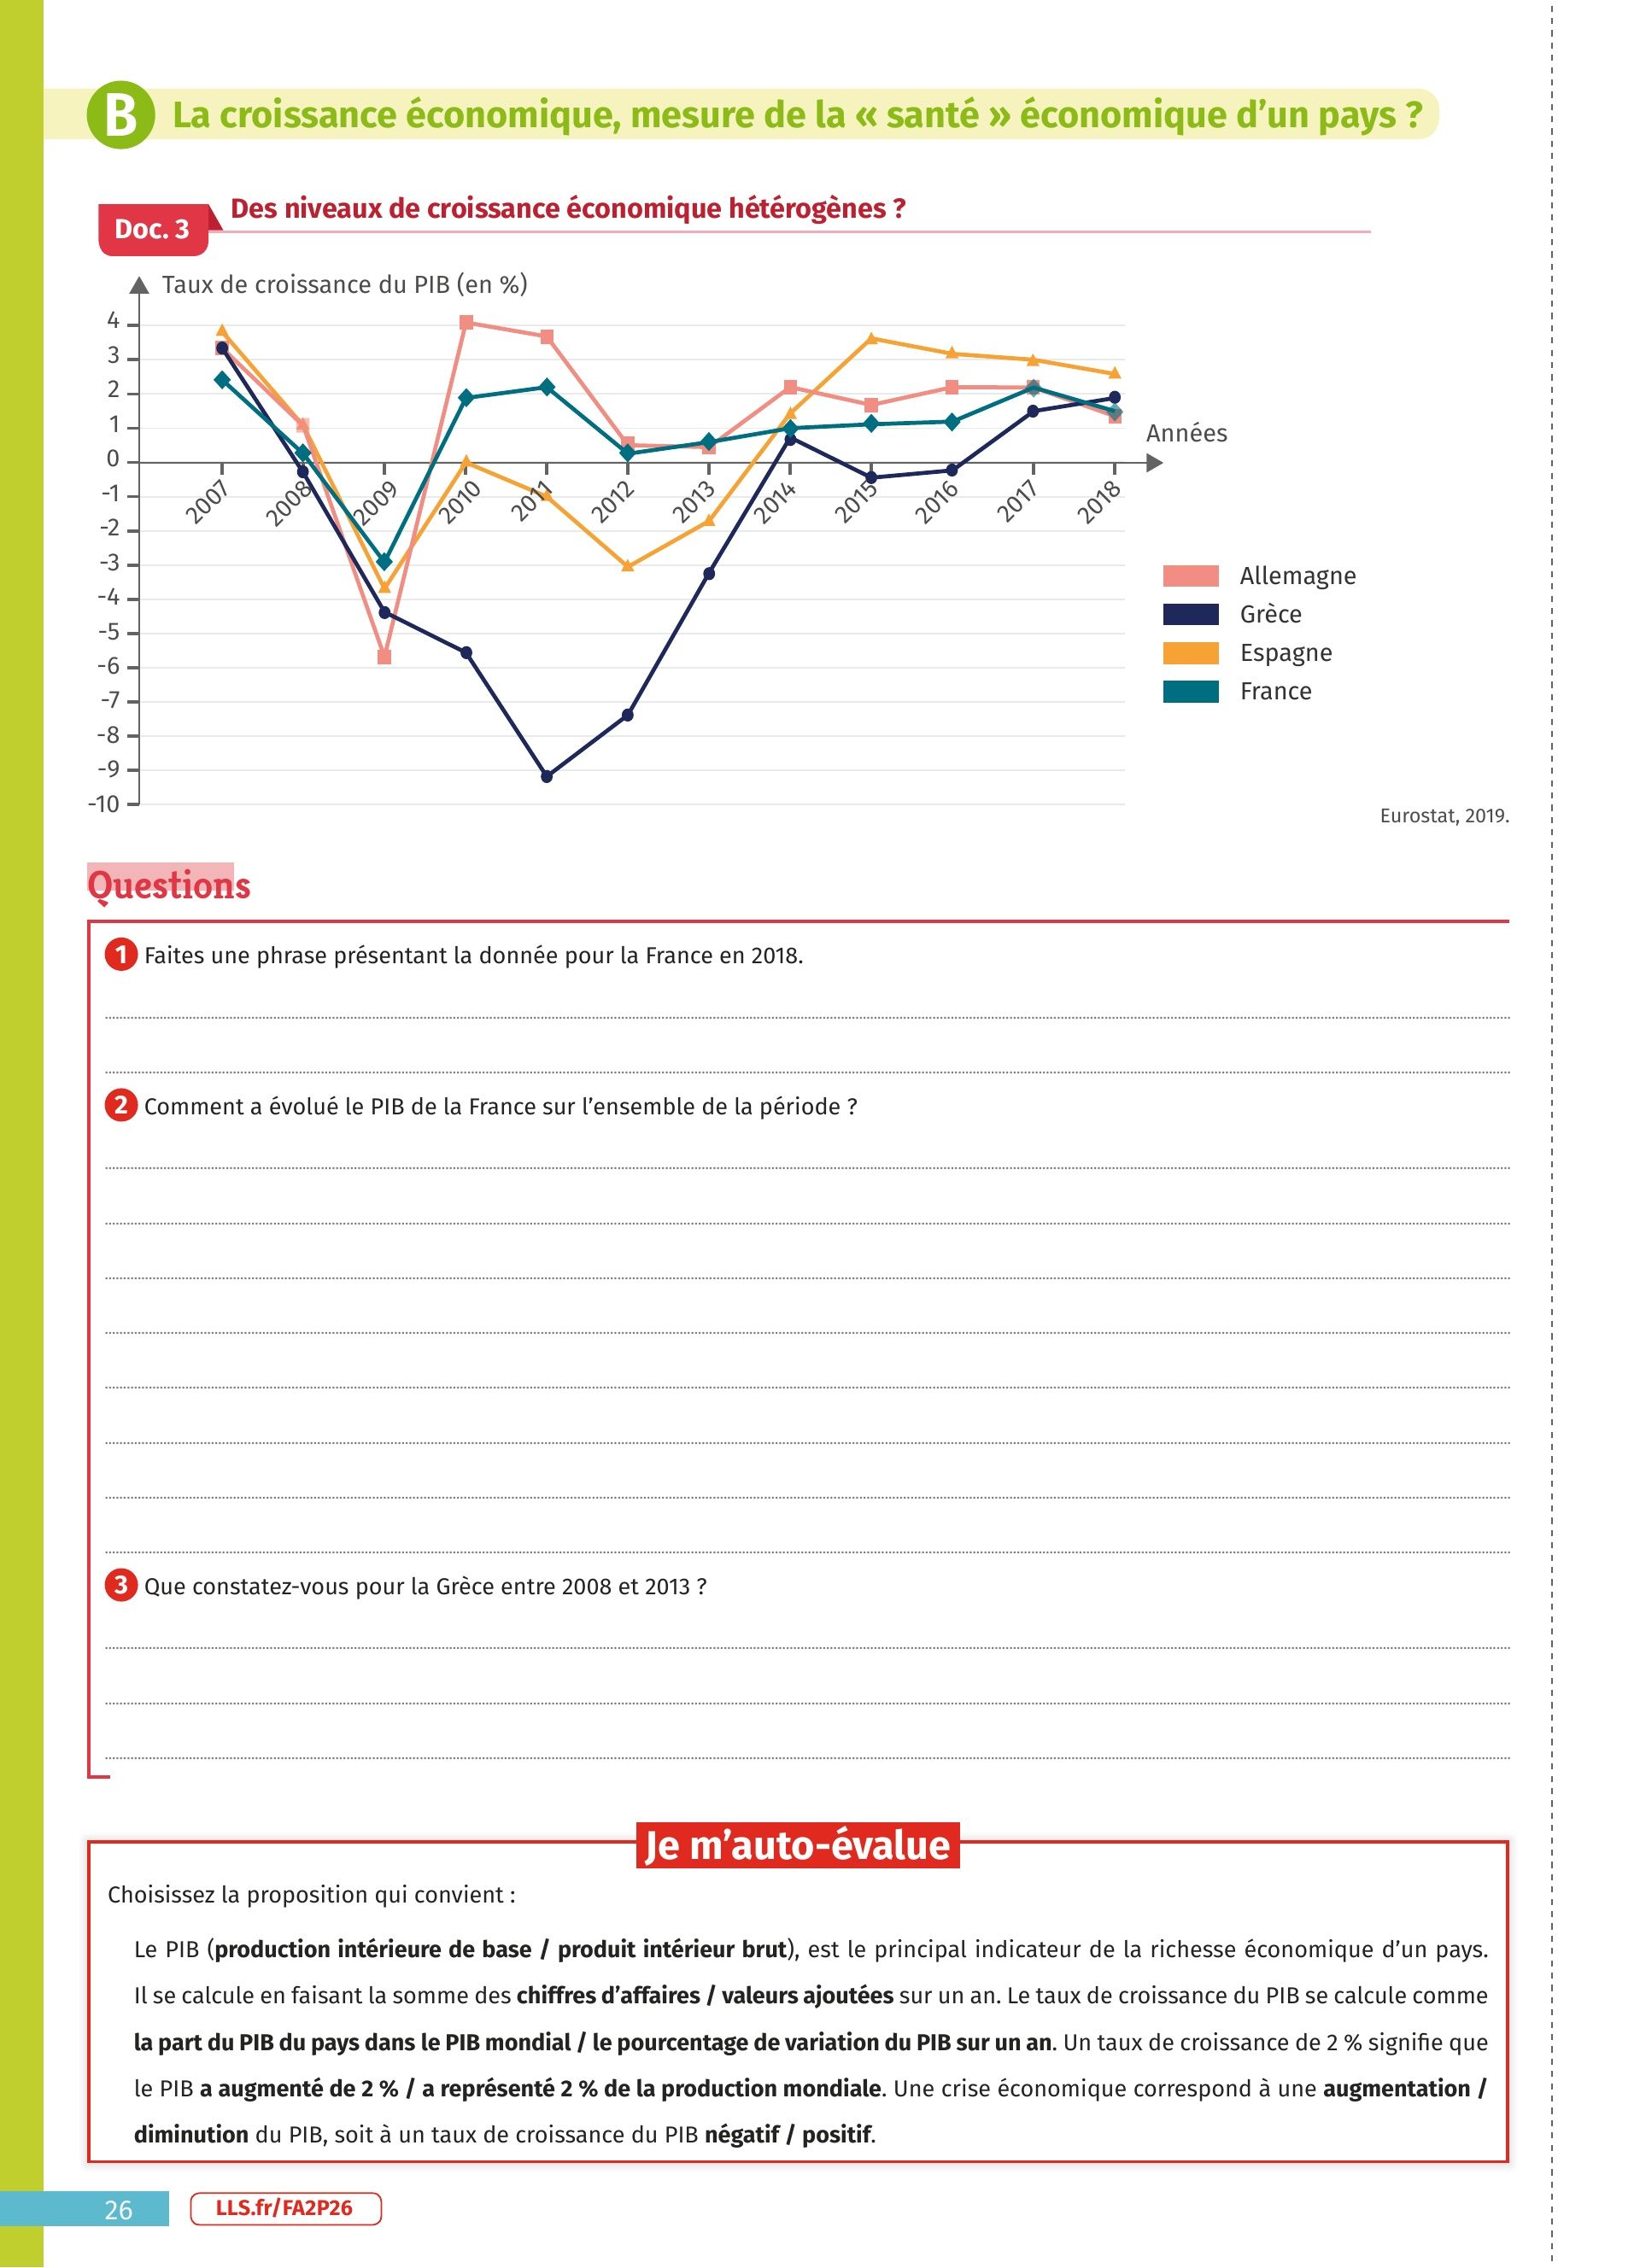 B La croissance économique, mesure de la « santé » économique d’un pays ?
Doc. 3 Des niveaux de croissance économique hétérogènes ?
Taux de croissance du PIB (en %)
4
3
2
1
0
-1
-2
-3
-4
-5
-6
-7
-8
-9
-10
2007 2008 2009 2010 2011 2012 2013 2014 2015 2016 2017 2018
Années
Allemagne
Grèce
Espagne
France
Eurostat, 2019.
Questions
1 Faites une phrase présentant la donnée pour la France en 2018.
2 Comment a évolué le PIB de la France sur l’ensemble de la période ?
3 Que constatez-vous pour la Grèce entre 2008 et 2013 ?
Je m’auto-évalue
Choisissez la proposition qui convient :
Le PIB (production intérieure de base / produit intérieur brut), est le principal indicateur de la richesse économique d’un pays.
Il se calcule en faisant la somme des chiffres d’affaires / valeurs ajoutées sur un an. Le taux de croissance du PIB se calcule comme
la part du PIB du pays dans le PIB mondial / le pourcentage de variation du PIB sur un an. Un taux de croissance de 2 % signifie que
le PIB a augmenté de 2 % / a représenté 2 % de la production mondiale. Une crise économique correspond à une augmentation /
diminution du PIB, soit à un taux de croissance du PIB négatif / positif.
26
LLS.fr/FA2P26